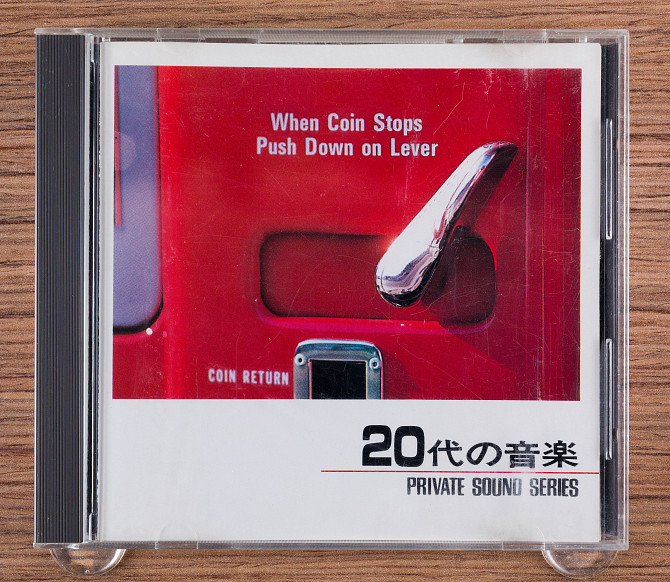 When Coin Stops
Push Down on Lever
COIN RETURN
20代の音楽
PRIVATE SOUND SERIES